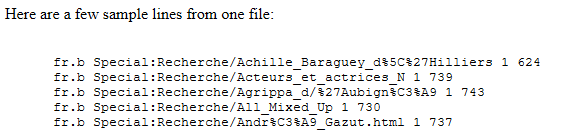 Here are a few sample lines from one file:
fr.b Special:Recherche/Achille_Baraguey_d%5C%27Hilliers 1 624
fr.b Special:Recherche/Acteurs_et_actrices_N 1 739
fr.b Special:Recherche/Agrippa_d/%27Aubign%C3%A9 1 743
fr.b Special:Recherche/All_Mixed_Up 1 730
fr.b Special:Recherche/Andr%C3%A9_Gazut.html 1 737